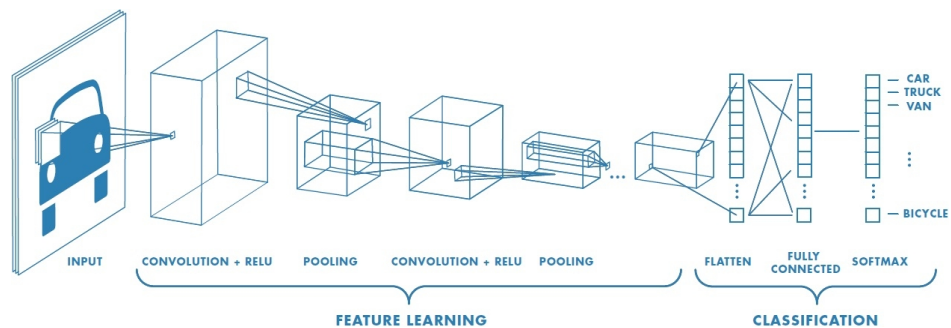 CAR
TRUCK
VAN
BICYCLE
INPUT
CONVOLUTION + RELU
POOLING
CONVOLUTION + RELU
POOLING
FLATTEN
FULLY
CONNECTED
SOFTMAX
FEATURE LEARNING
CLASSIFICATION